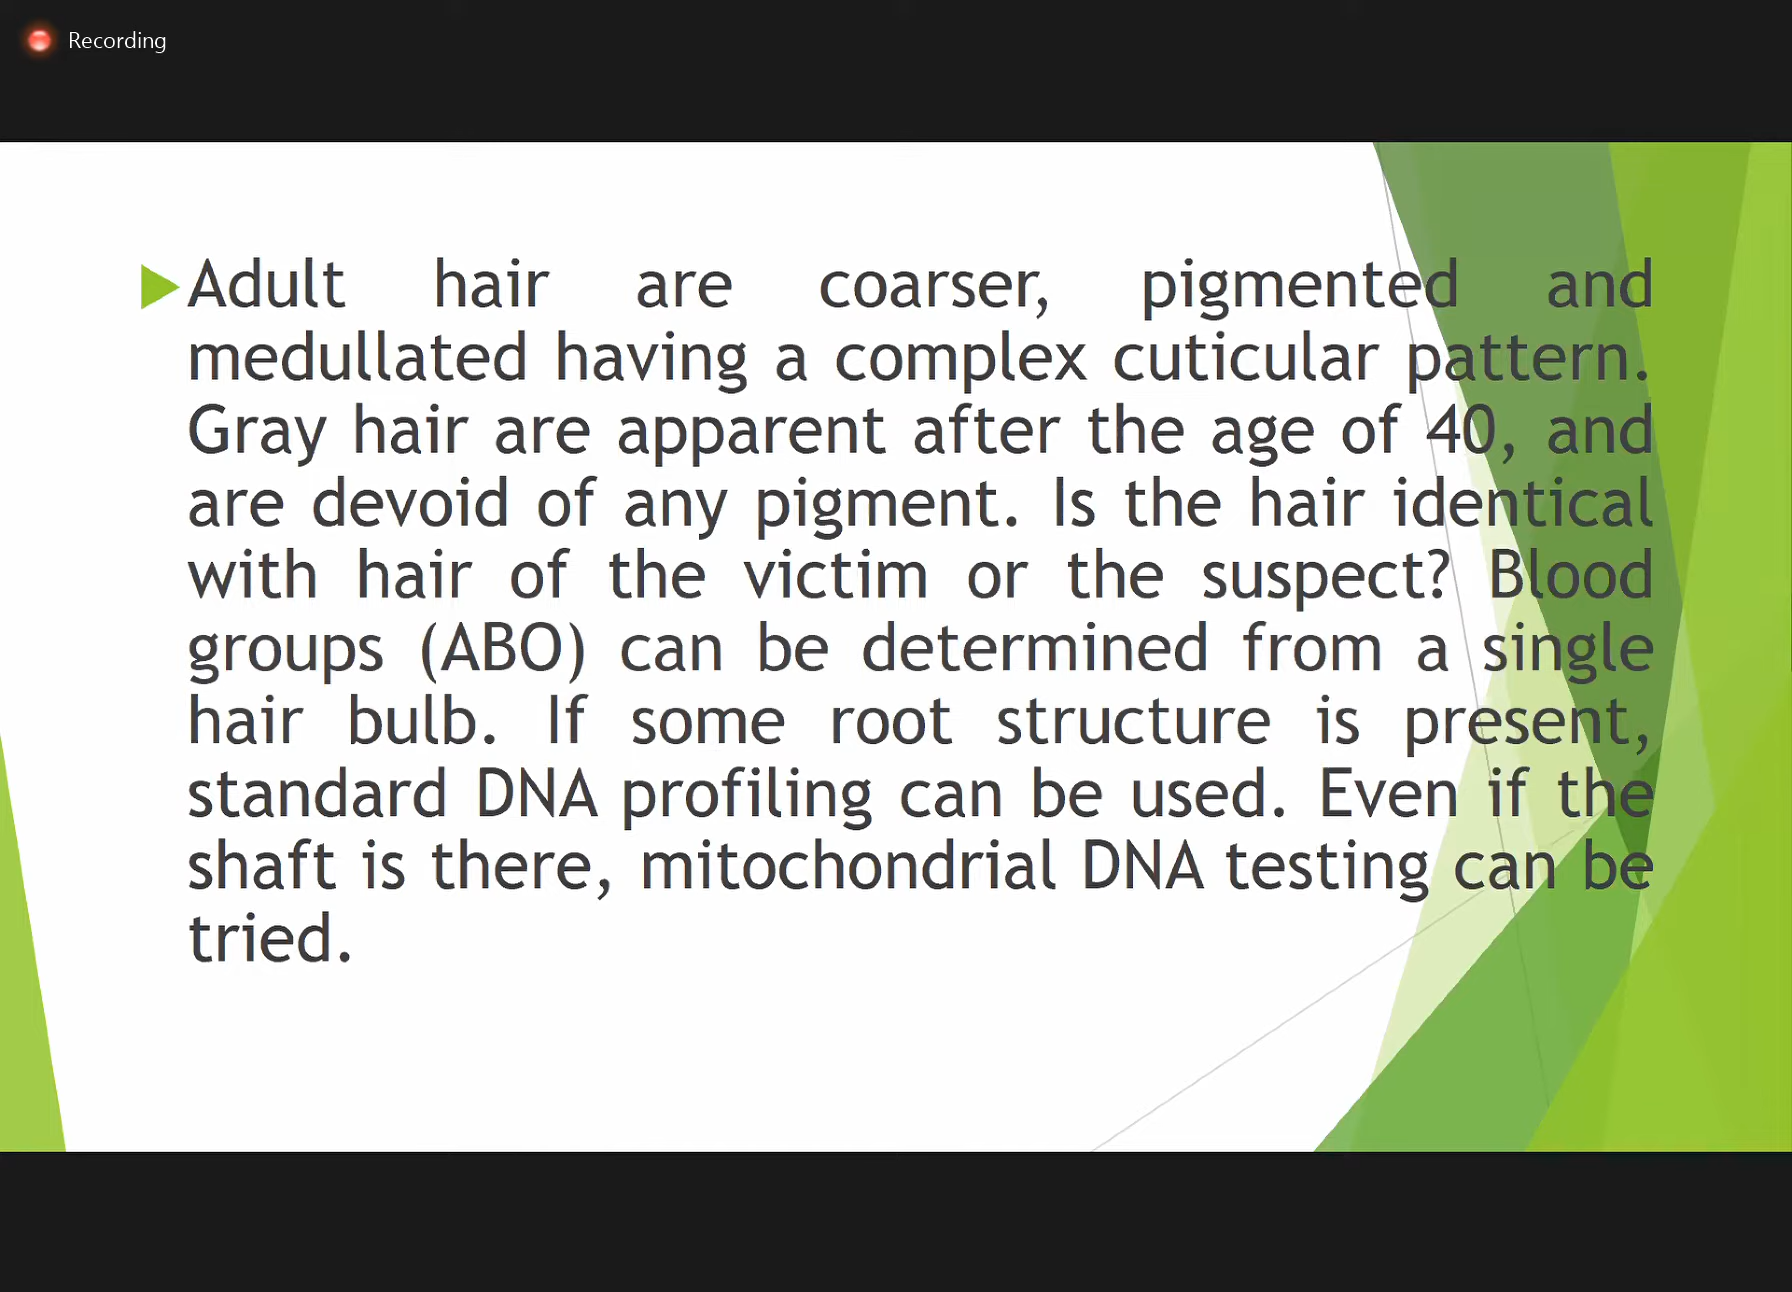 Recording
Adult hair are coarser, pigmented and
medullated having a complex cuticular pattern.
Gray hair are apparent after the age of 40, and
are devoid of any pigment. Is the hair identical
with hair of the victim or the suspect? Blood
groups (ABO) can be determined from a single
hair bulb. If some root structure is present,
standard DNA profiling can be used. Even if the
shaft is there, mitochondrial DNA testing can be
tried.